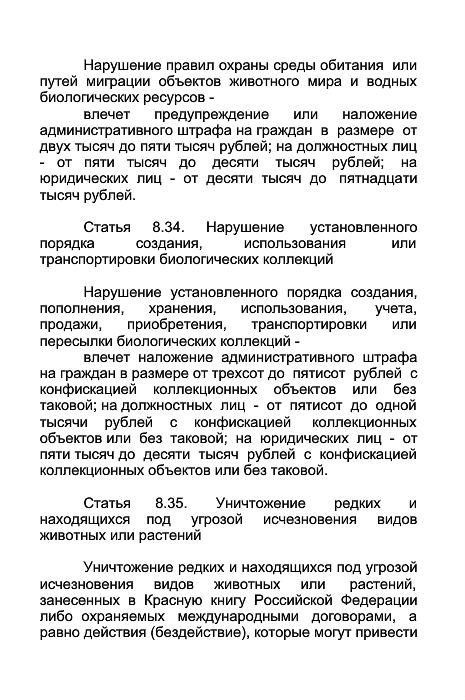 Нарушение правил охраны среды обитания или
путей миграции объектов животного мира и водных
биологических ресурсов -
влечет предупреждение или наложение
административного штрафа на граждан в размере от
двух тысяч до пяти тысяч рублей; на должностных лиц
- от пяти тысяч до десяти тысяч рублей; на
юридических лиц - от десяти тысяч до пятнадцати
тысяч рублей.
Статья 8.34. Нарушение установленного
порядка создания, использования или
транспортировки биологических коллекций
Нарушение установленного порядка создания,
пополнения, хранения, использования, учета,
продажи, приобретения, транспортировки или
пересылки биологических коллекций -
влечет наложение административного штрафа
на граждан в размере от трехсот до пятисот рублей с
конфискацией коллекционных объектов или без
таковой; на должностных лиц - от пятисот до одной
тысячи рублей с конфискацией коллекционных
объектов или без таковой; на юридических лиц - от
пяти тысяч до десяти тысяч рублей с конфискацией
коллекционных объектов или без таковой.
Статья 8.35. Уничтожение редких и
находящихся под угрозой исчезновения видов
животных или растений
Уничтожение редких и находящихся под угрозой
исчезновения видов животных или растений,
занесенных в Красную книгу Российской Федерации
либо охраняемых международными договорами, а
равно действия (бездействие), которые могут привести